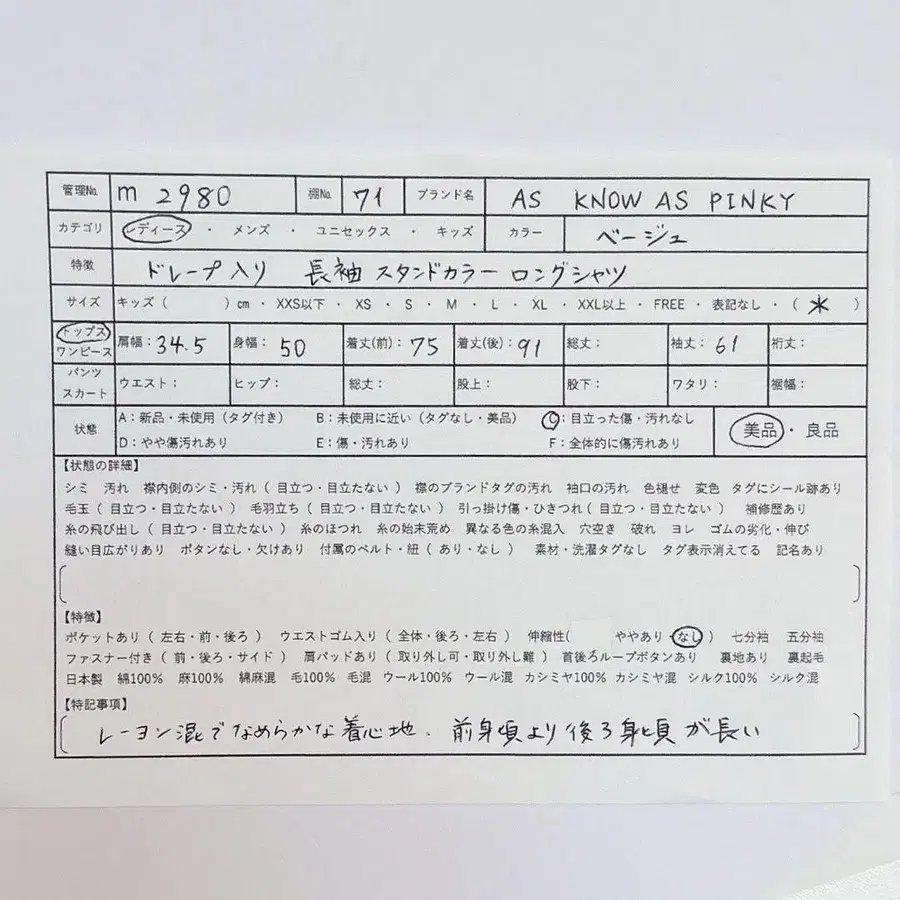 管理No. m 2980 棚No. 71 ブランド名 AS KNOW AS PINKY
カテゴリ レディース ・ メンズ ・ ユニセックス ・ キッズ カラー ベージュ
特徴 ドレープ入り 長袖 スタンドカラー ロングシャツ
サイズ キッズ ( ) cm ・ XXS以下 ・ XS ・ S ・ M ・ L ・ XL ・ XXL以上 ・ FREE ・ 表記なし ・ ( 米 )
トップス
ワンピース 肩幅: 34.5 身幅: 50 着丈(前): 75 着丈(後): 91 総丈: 袖丈: 61 裄丈:
パンツ
スカート ウエスト: ヒップ: 総丈: 股上: 股下: ワタリ: 裾幅:
状態 A:新品・未使用(タグ付き) B:未使用に近い(タグなし・美品) C:目立った傷・汚れなし 美品 ・ 良品
D:やや傷汚れあり E:傷・汚れあり F:全体的に傷汚れあり
【状態の詳細】
シミ 汚れ 襟内側のシミ・汚れ ( 目立つ・目立たない ) 襟のブランドタグの汚れ 袖口の汚れ 色褪せ 変色 タグにシール跡あり
毛玉 ( 目立つ・目立たない ) 毛羽立ち ( 目立つ・目立たない ) 引っ掛け傷・ひきつれ ( 目立つ・目立たない ) 補修歴あり
糸の飛び出し ( 目立つ・目立たない ) 糸のほつれ 糸の始末荒め 異なる色の糸混入 穴空き 破れ ヨレ ゴムの劣化・伸び
縫い目広がりあり ボタンなし・欠けあり 付属のベルト・紐 ( あり・なし ) 素材・洗濯タグなし タグ表示消えてる 記名あり
【特徴】
ポケットあり ( 左右・前・後ろ ) ウエストゴム入り ( 全体・後ろ・左右 ) 伸縮性( ややあり・なし ) 七分袖 五分袖
ファスナー付き ( 前・後ろ・サイド ) 肩パッドあり ( 取り外し可・取り外し難 ) 首後ろループボタンあり 裏地あり 裏起毛
日本製 綿100% 麻100% 綿麻混 毛100% 毛混 ウール100% ウール混 カシミヤ100% カシミヤ混 シルク100% シルク混
【特記事項】
レーヨン混でなめらかな着心地、前身頃より後ろ身頃が長い